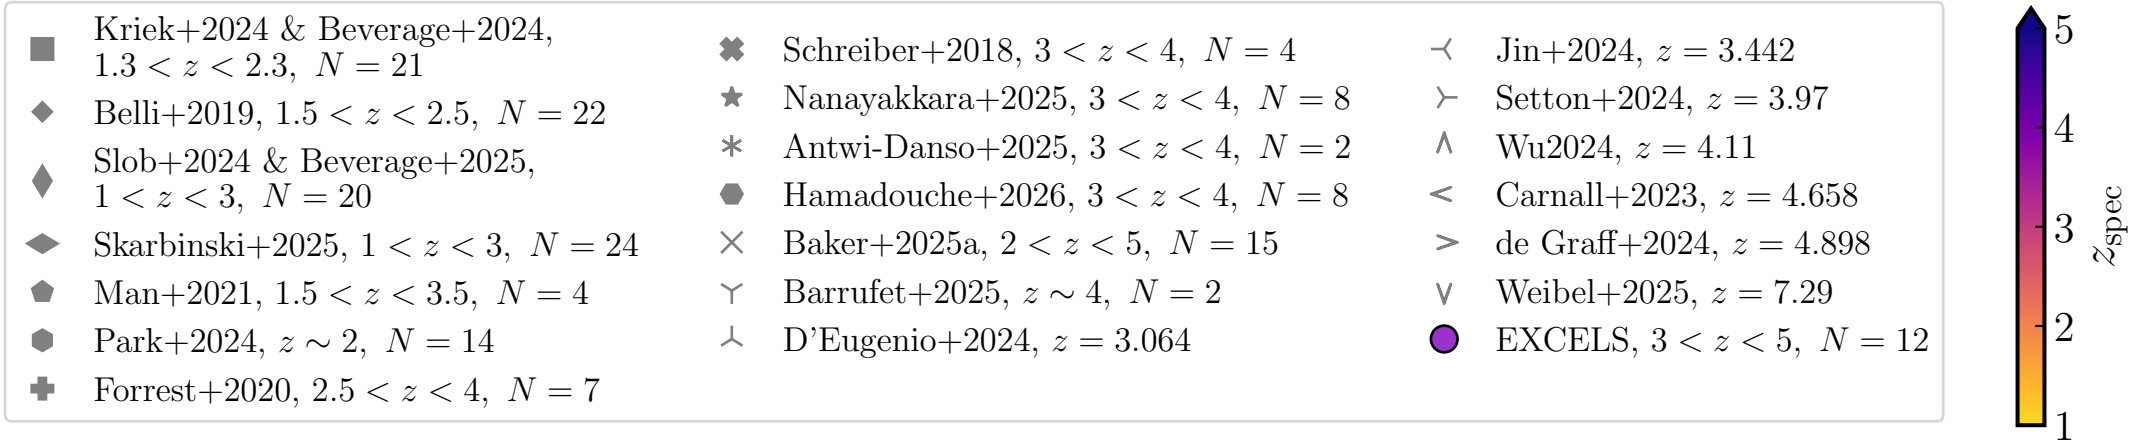 Kriek+2024 & Beverage+2024,
1.3 < z < 2.3, N = 21
Belli+2019, 1.5 < z < 2.5, N = 22
Slob+2024 & Beverage+2025,
1 < z < 3, N = 20
Skarbinski+2025, 1 < z < 3, N = 24
Man+2021, 1.5 < z < 3.5, N = 4
Park+2024, z ∼ 2, N = 14
Forrest+2020, 2.5 < z < 4, N = 7
Schreiber+2018, 3 < z < 4, N = 4
Nanayakkara+2025, 3 < z < 4, N = 8
Antwi-Danso+2025, 3 < z < 4, N = 2
Hamadouche+2026, 3 < z < 4, N = 8
Baker+2025a, 2 < z < 5, N = 15
Barrufet+2025, z ∼ 4, N = 2
D'Eugenio+2024, z = 3.064
Jin+2024, z = 3.442
Setton+2024, z = 3.97
Wu2024, z = 4.11
Carnall+2023, z = 4.658
de Graff+2024, z = 4.898
Weibel+2025, z = 7.29
EXCELS, 3 < z < 5, N = 12
5
4
3
2
1
z_spec